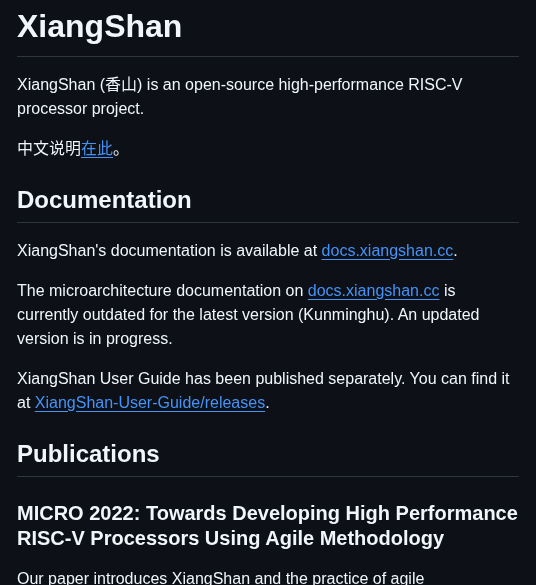 XiangShan
XiangShan (香山) is an open-source high-performance RISC-V
processor project.
中文说明在此。
Documentation
XiangShan's documentation is available at docs.xiangshan.cc.
The microarchitecture documentation on docs.xiangshan.cc is
currently outdated for the latest version (Kunminghu). An updated
version is in progress.
XiangShan User Guide has been published separately. You can find it
at XiangShan-User-Guide/releases.
Publications
MICRO 2022: Towards Developing High Performance
RISC-V Processors Using Agile Methodology
Our paper introduces XiangShan and the practice of agile